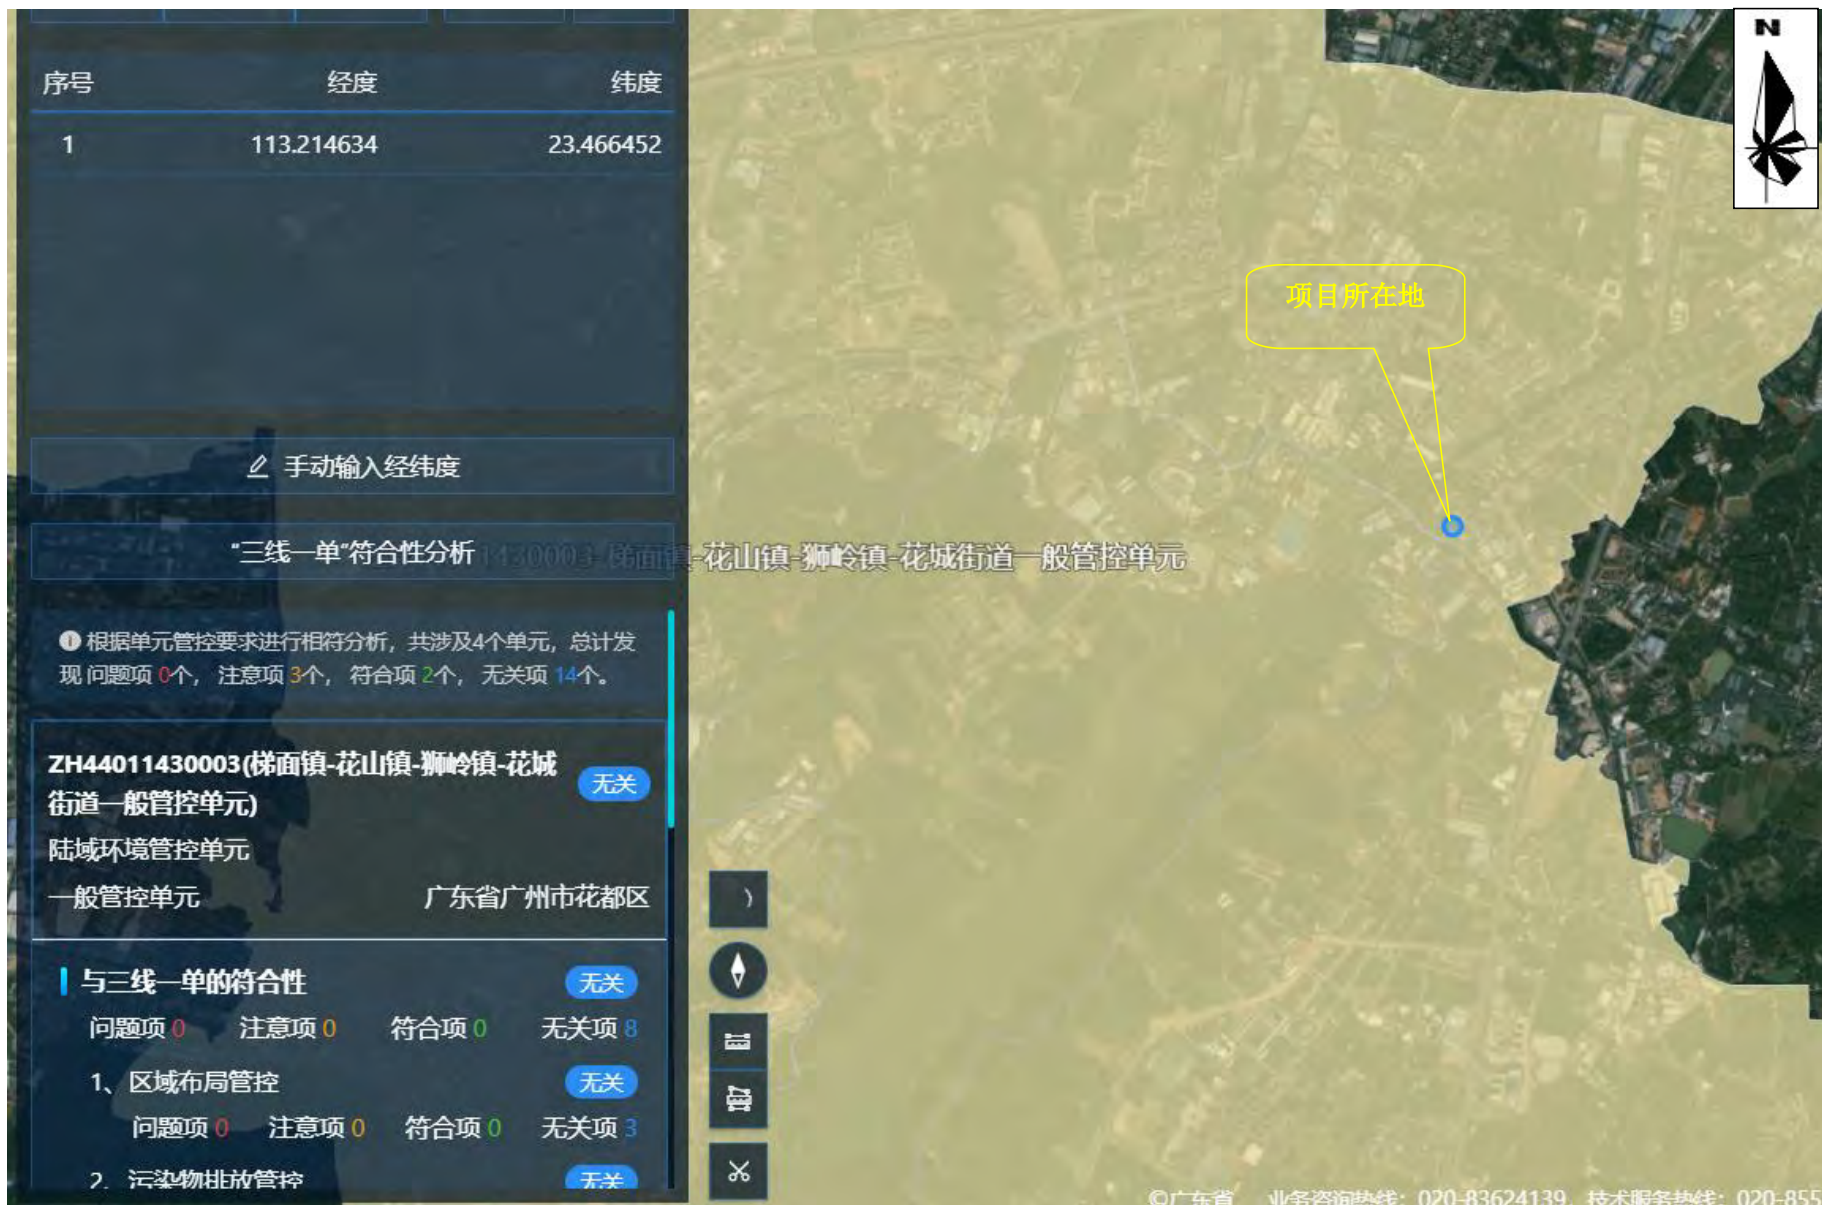 序号 经度 纬度
1 113.214634 23.466452
手动输入经纬度
“三线一单”符合性分析
根据单元管控要求进行相符分析，共涉及4个单元，总计发
现 问题项 0个， 注意项 3个， 符合项 2个， 无关项 14个。
ZH44011430003(梯面镇-花山镇-狮岭镇-花城
街道一般管控单元)
无关
陆域环境管控单元
一般管控单元 广东省广州市花都区
与三线一单的符合性 无关
问题项 0 注意项 0 符合项 0 无关项 8
1、区域布局管控 无关
问题项 0 注意项 0 符合项 0 无关项 3
2、污染物排放管控 无关
N
项目所在地
1430003-梯面镇-花山镇-狮岭镇-花城街道一般管控单元
©广东省 业务咨询热线：020-83624139，技术服务热线：020-855